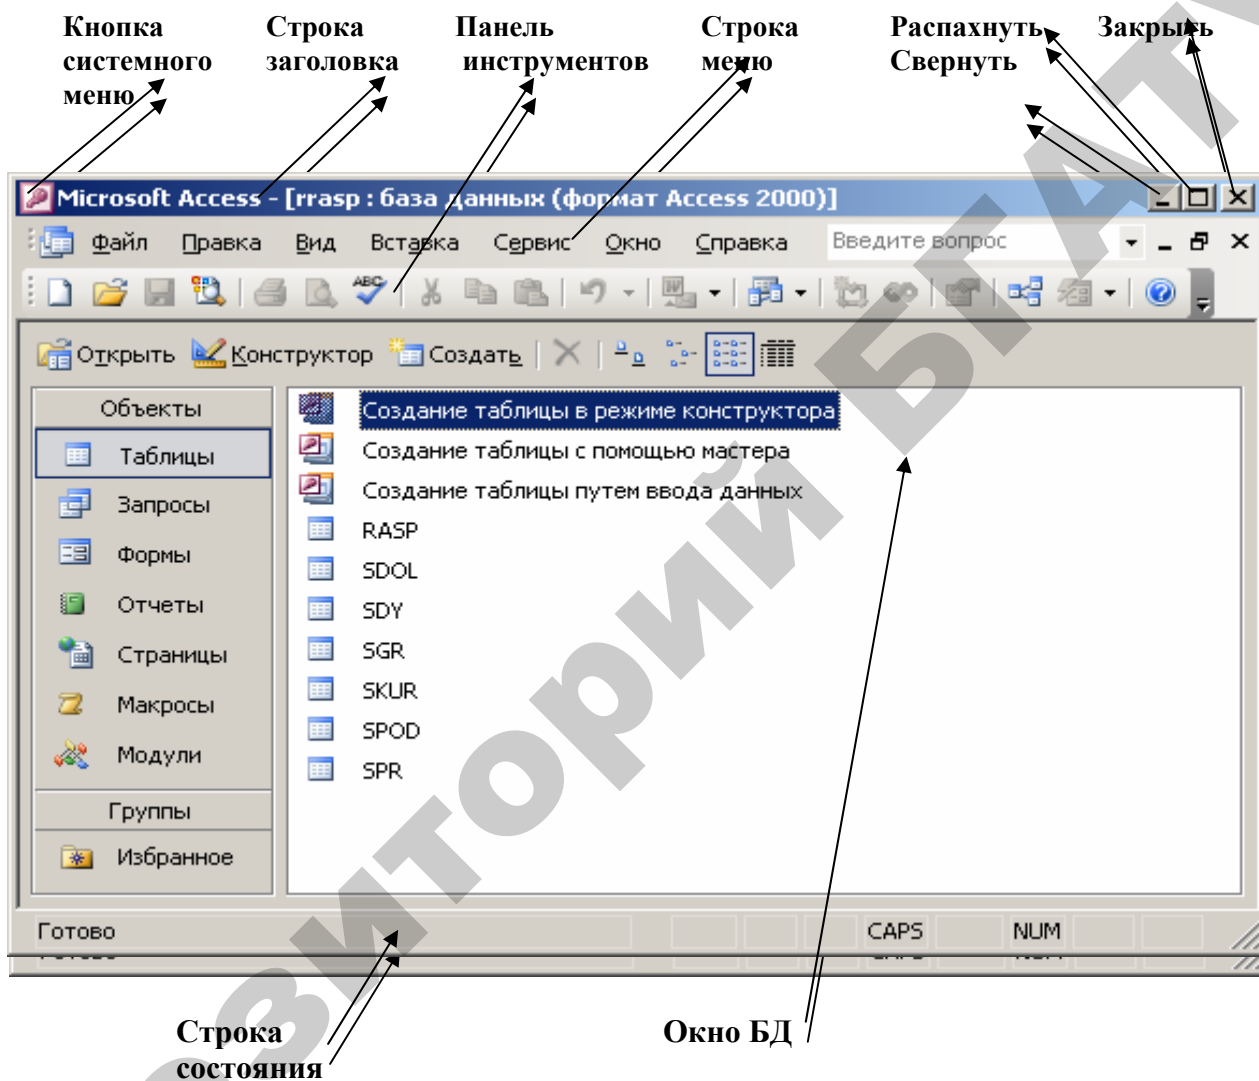 Кнопка системного меню
Строка заголовка
Панель инструментов
Строка меню
Распахнуть
Свернуть
Закрыть
Microsoft Access - [rrasp : база данных (формат Access 2000)]
Файл Правка Вид Вставка Сервис Окно Справка Введите вопрос
Открыть Конструктор Создать
Объекты
Таблицы
Запросы
Формы
Отчеты
Страницы
Макросы
Модули
Группы
Избранное
Создание таблицы в режиме конструктора
Создание таблицы с помощью мастера
Создание таблицы путем ввода данных
RASP
SDOL
SDY
SGR
SKUR
SPOD
SPR
Готово CAPS NUM
Строка состояния
Окно БД